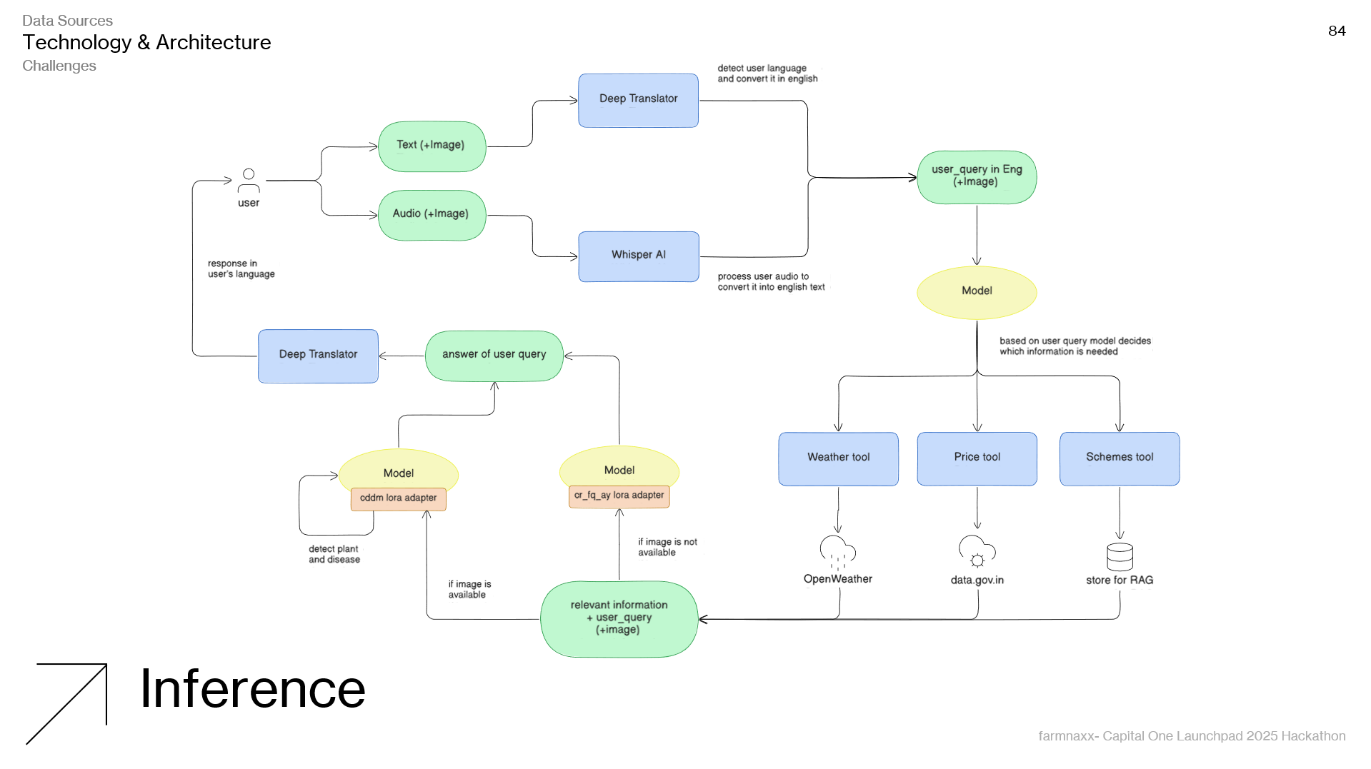 Data Sources
Technology & Architecture
Challenges
84
detect user language
and convert it in english
Deep Translator
Text (+Image)
user_query in Eng
(+Image)
user
Audio (+Image)
Whisper AI
response in
user's language
process user audio to
convert it into english text
Model
based on user query model decides
which information is needed
Deep Translator
answer of user query
Weather tool
Price tool
Schemes tool
Model
cddm lora adapter
Model
cr_fq_ay lora adapter
detect plant
and disease
if image is not
available
if image is
available
OpenWeather
data.gov.in
store for RAG
relevant information
+ user_query
(+image)
Inference
farmnaxx- Capital One Launchpad 2025 Hackathon